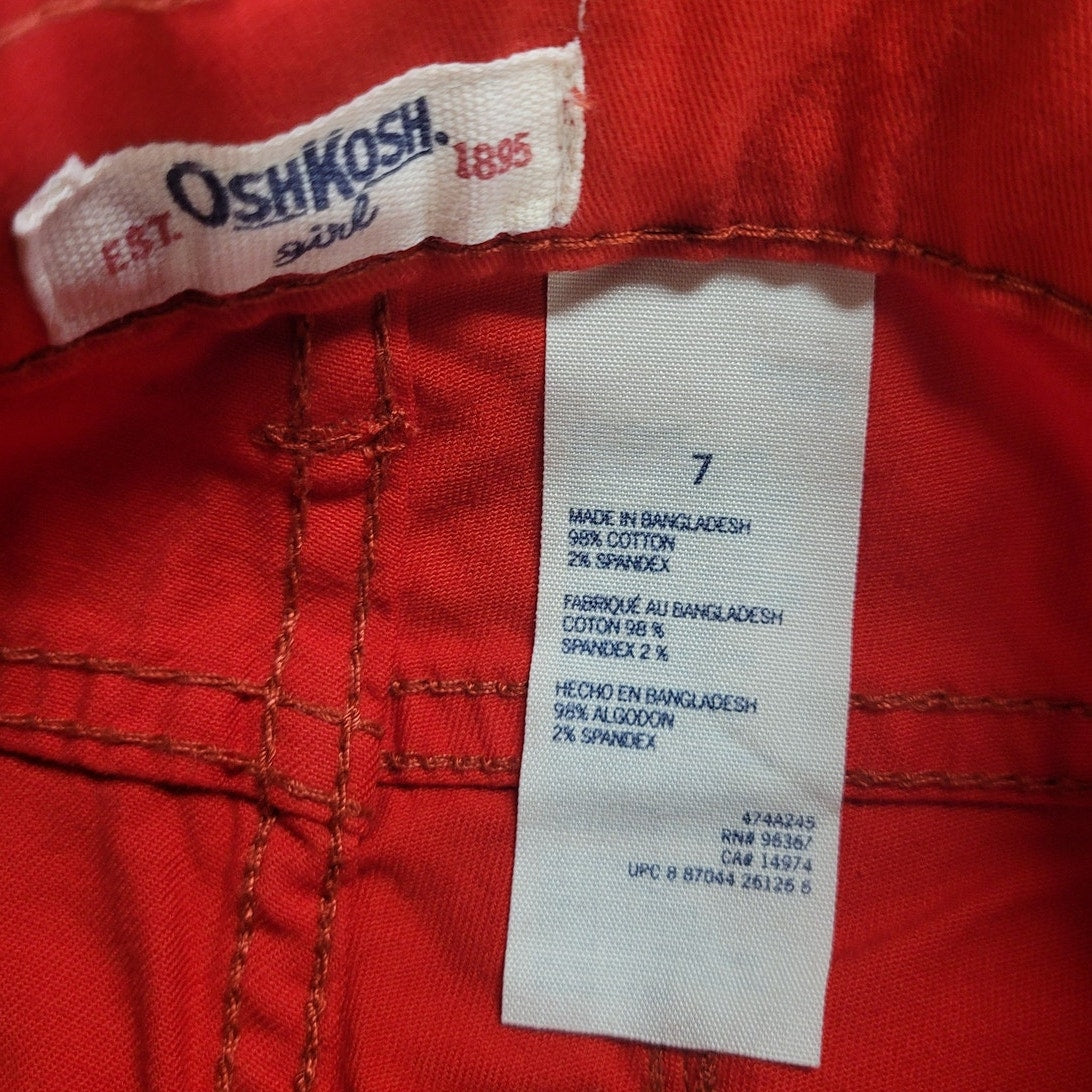 EST. OSHKOSH. 1895
girl
7
MADE IN BANGLADESH
98% COTTON
2% SPANDEX
FABRIQUÉ AU BANGLADESH
COTON 98 %
SPANDEX 2 %
HECHO EN BANGLADESH
98% ALGODON
2% SPANDEX
474A245
RN# 96367
CA# 14974
UPC 8 87044 26126 6